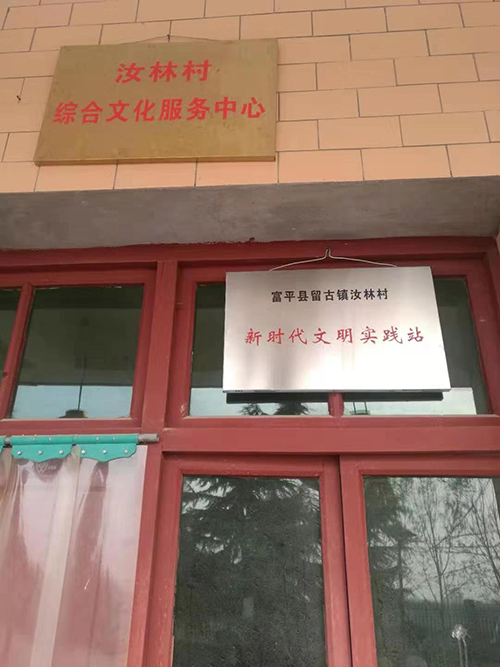 汝林村
综合文化服务中心
富平县留古镇汝林村
新时代文明实践站